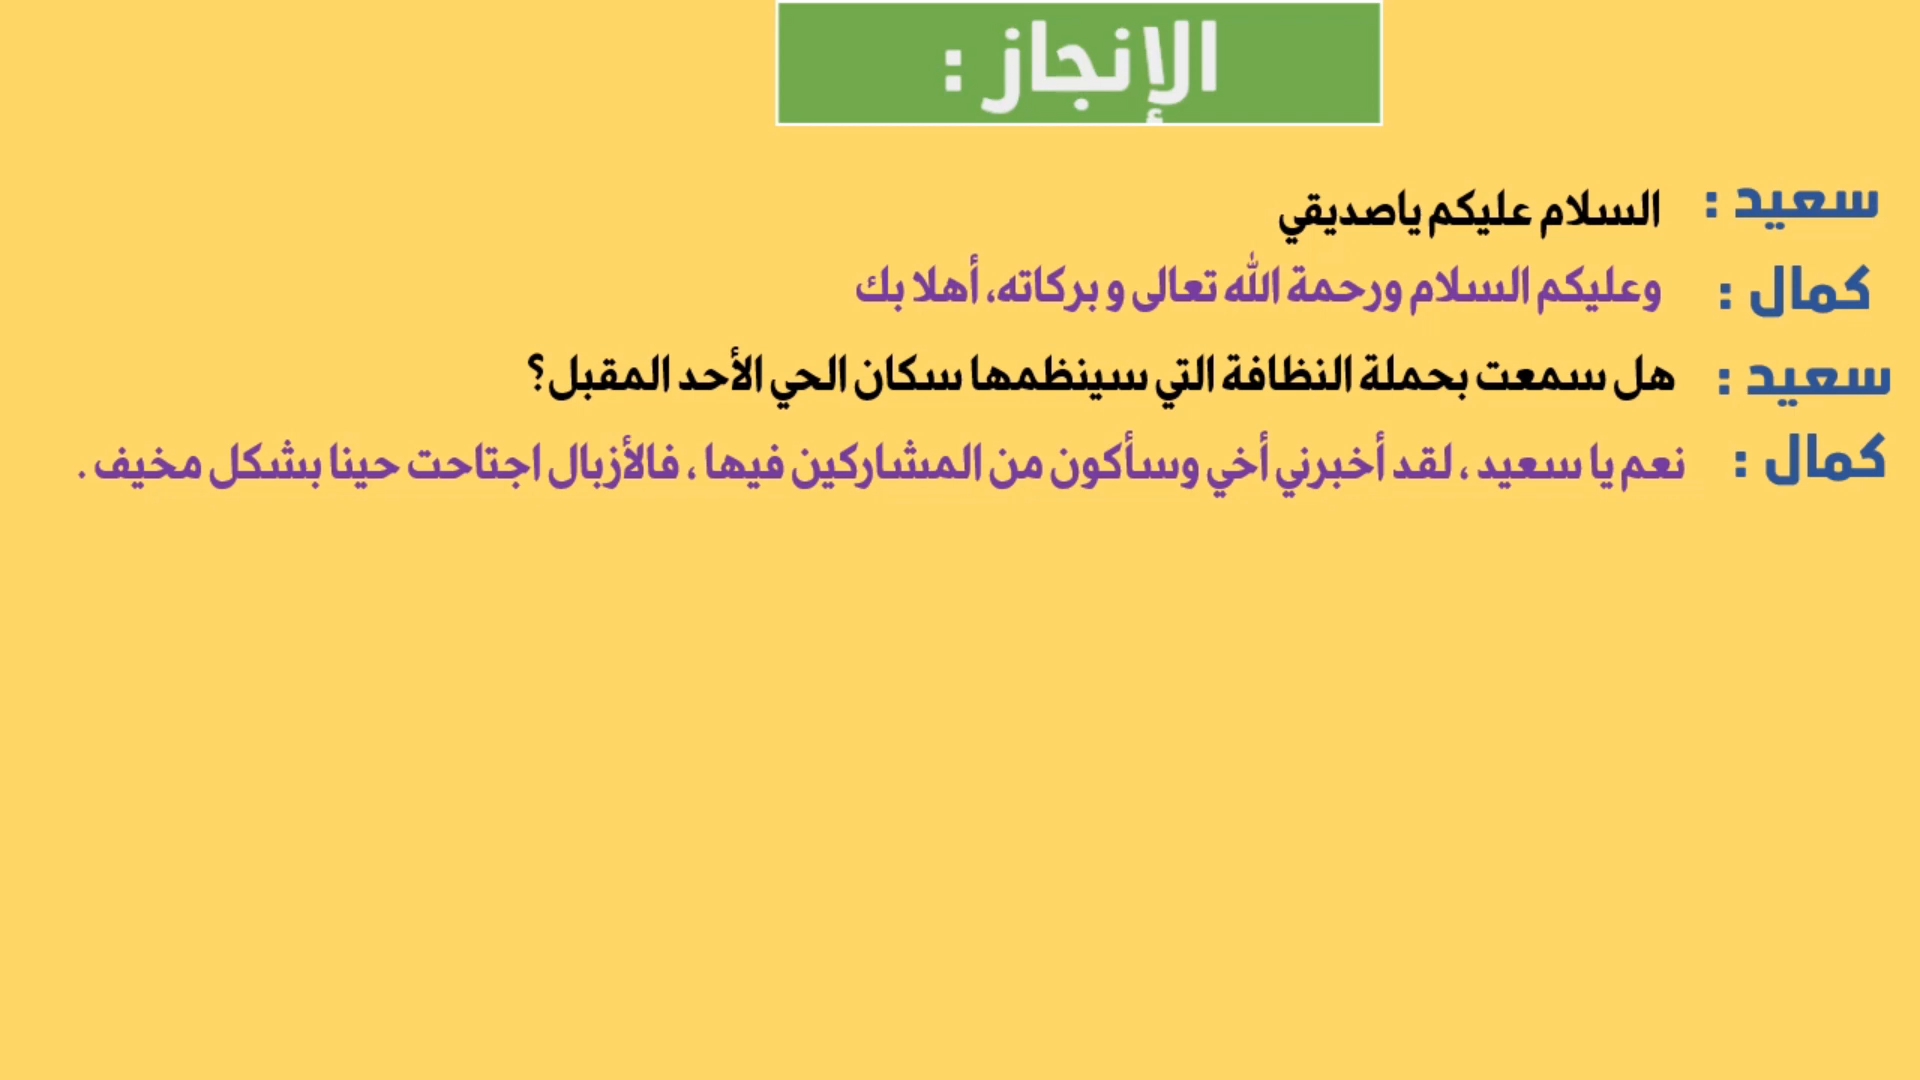 الإنجاز :
سعيد : السلام عليكم ياصديقي
كمال : وعليكم السلام ورحمة الله تعالى و بركاته، أهلا بك
سعيد : هل سمعت بحملة النظافة التي سينظمها سكان الحي الأحد المقبل؟
كمال : نعم يا سعيد ، لقد أخبرني أخي وسأكون من المشاركين فيها ، فالأزبال اجتاحت حينا بشكل مخيف .